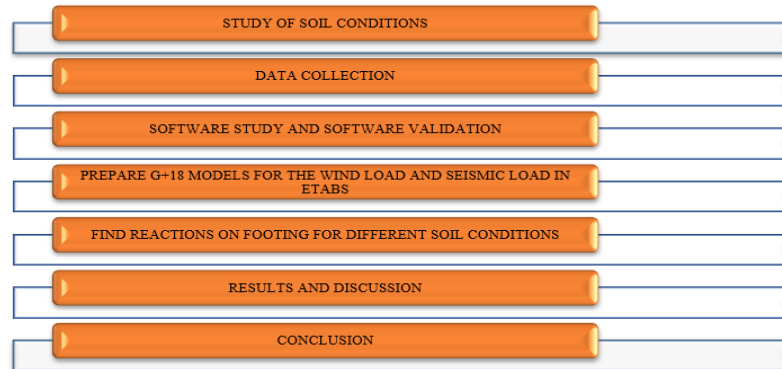 STUDY OF SOIL CONDITIONS
DATA COLLECTION
SOFTWARE STUDY AND SOFTWARE VALIDATION
PREPARE G+18 MODELS FOR THE WIND LOAD AND SEISMIC LOAD IN
ETABS
FIND REACTIONS ON FOOTING FOR DIFFERENT SOIL CONDITIONS
RESULTS AND DISCUSSION
CONCLUSION